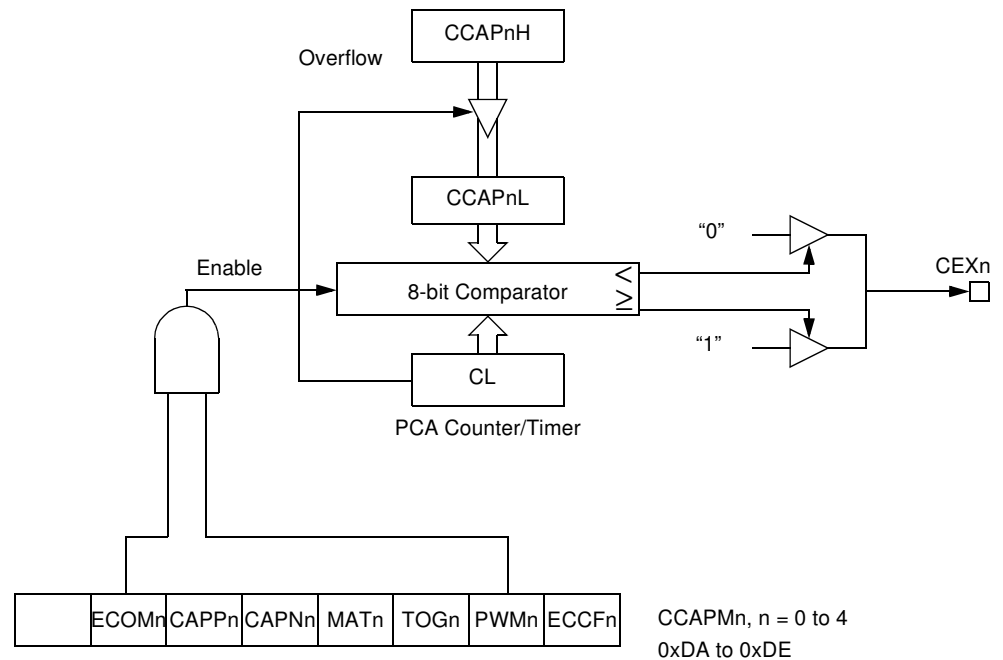 CCAPnH
Overflow
CCAPnL
“0”
Enable
CEXn
<
8-bit Comparator
≥
“1”
CL
PCA Counter/Timer
ECOMn CAPPn CAPNn MATn TOGn PWMn ECCFn
CCAPMn, n = 0 to 4
0xDA to 0xDE